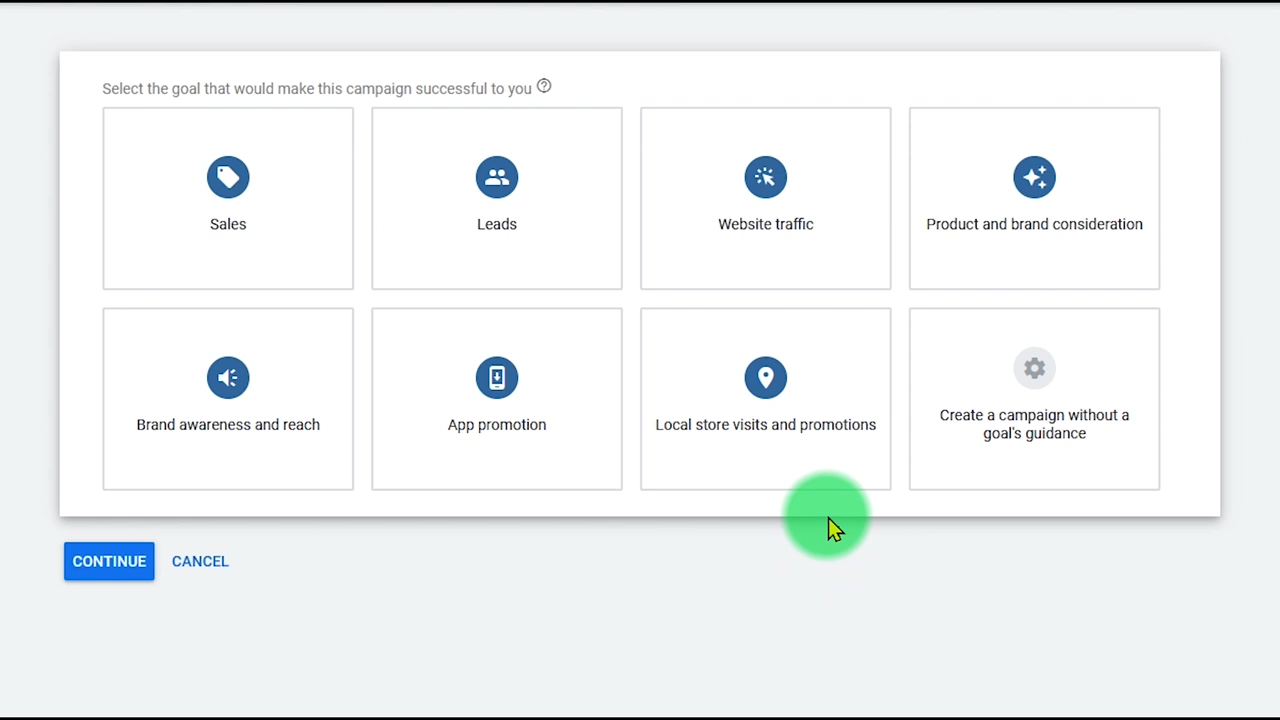 Select the goal that would make this campaign successful to you
Sales
Leads
Website traffic
Product and brand consideration
Brand awareness and reach
App promotion
Local store visits and promotions
Create a campaign without a
goal's guidance
CONTINUE
CANCEL